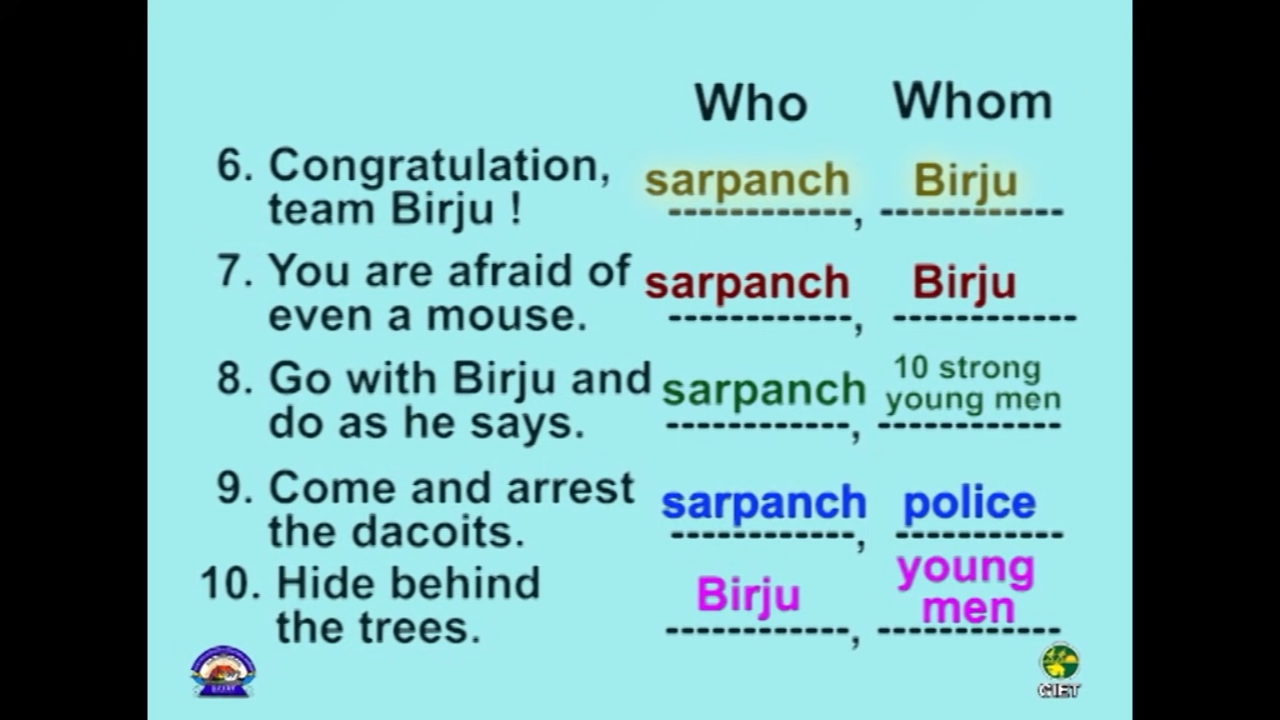 Who Whom
6. Congratulation, sarpanch Birju
team Birju ! ------------, ------------
7. You are afraid of sarpanch Birju
even a mouse. ------------, ------------
8. Go with Birju and sarpanch 10 strong
young men
do as he says. ------------, ------------
9. Come and arrest sarpanch police
the dacoits. ------------, -----------
10. Hide behind Birju young
men
the trees. ------------, ------------
GIET